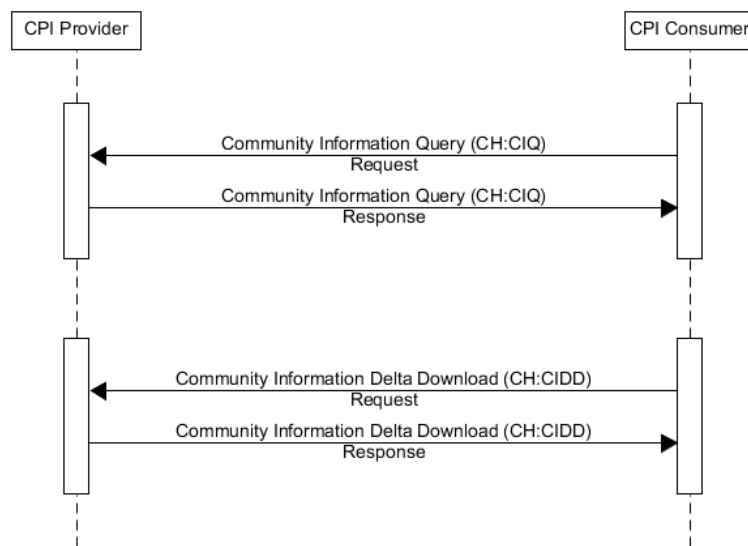 CPI Provider
CPI Consumer
Community Information Query (CH:CIQ)
Request
Community Information Query (CH:CIQ)
Response
Community Information Delta Download (CH:CIDD)
Request
Community Information Delta Download (CH:CIDD)
Response